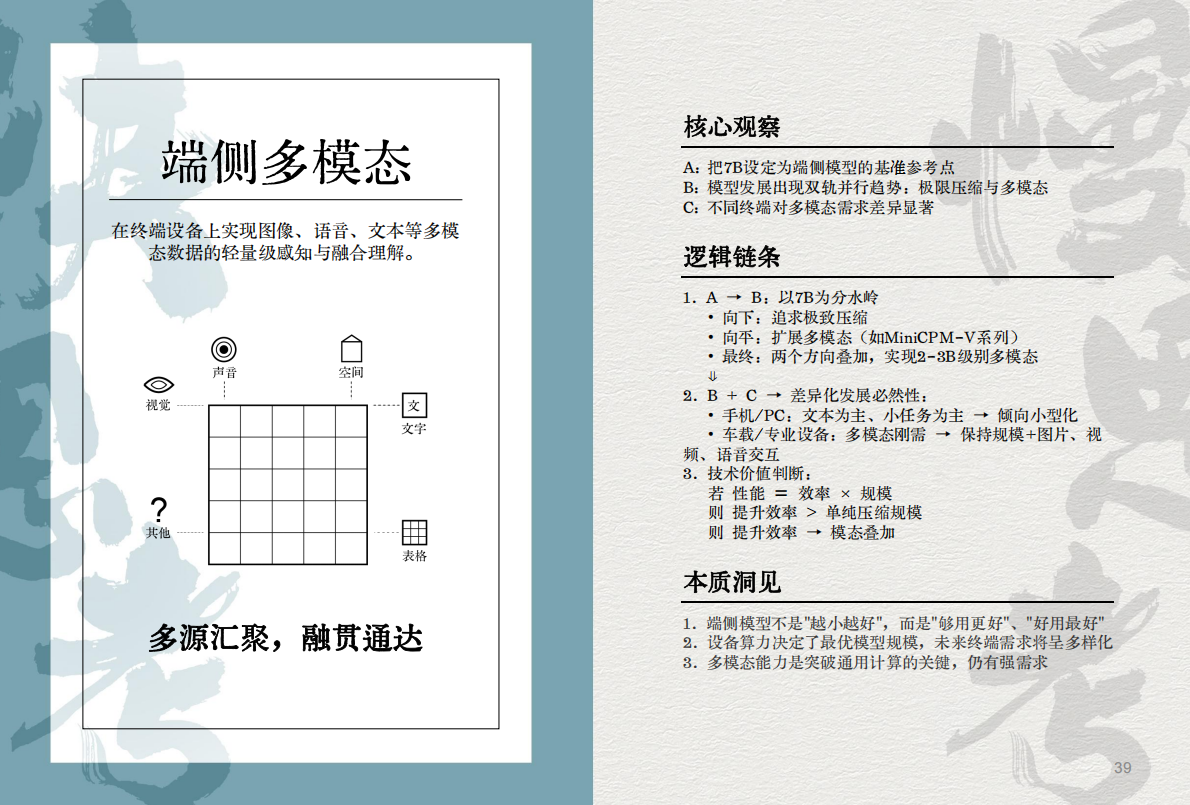 端侧多模态
在终端设备上实现图像、语音、文本等多模
态数据的轻量级感知与融合理解。
声音
空间
视觉
文
文字
?
其他
表格
多源汇聚，融贯通达
核心观察
A：把7B设定为端侧模型的基准参考点
B：模型发展出现双轨并行趋势：极限压缩与多模态
C：不同终端对多模态需求差异显著
逻辑链条
1. A → B：以7B为分水岭
• 向下：追求极致压缩
• 向平：扩展多模态（如MiniCPM-V系列）
• 最终：两个方向叠加，实现2-3B级别多模态
⇓
2. B + C → 差异化发展必然性：
• 手机/PC：文本为主、小任务为主 → 倾向小型化
• 车载/专业设备：多模态刚需 → 保持规模+图片、视
频、语音交互
3. 技术价值判断：
若 性能 = 效率 × 规模
则 提升效率 > 单纯压缩规模
则 提升效率 → 模态叠加
本质洞见
1. 端侧模型不是"越小越好"，而是"够用更好"、"好用最好"
2. 设备算力决定了最优模型规模，未来终端需求将呈多样化
3. 多模态能力是突破通用计算的关键，仍有强需求
39